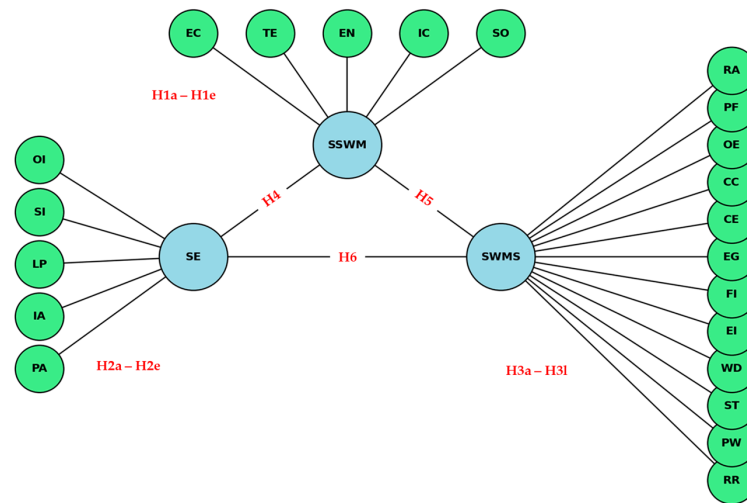 EC
TE
EN
IC
SO
RA
H1a – H1e
PF
SSWM
OE
OI
CC
H4
H5
SI
CE
SE
H6
SWMS
EG
LP
FI
IA
EI
PA
H2a – H2e
H3a – H3l
WD
ST
PW
RR